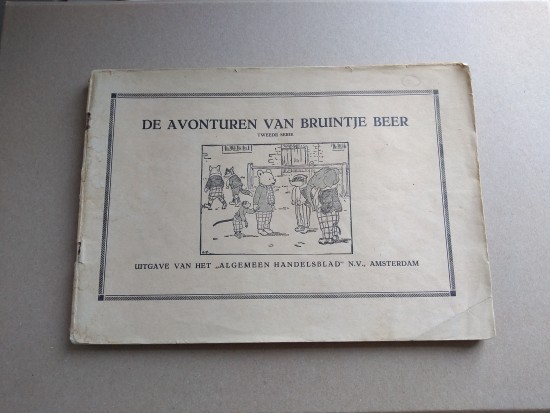 DE AVONTUREN VAN BRUINTJE BEER
TWEEDE SERIE
UITGAVE VAN HET „ALGEMEEN HANDELSBLAD" N.V., AMSTERDAM